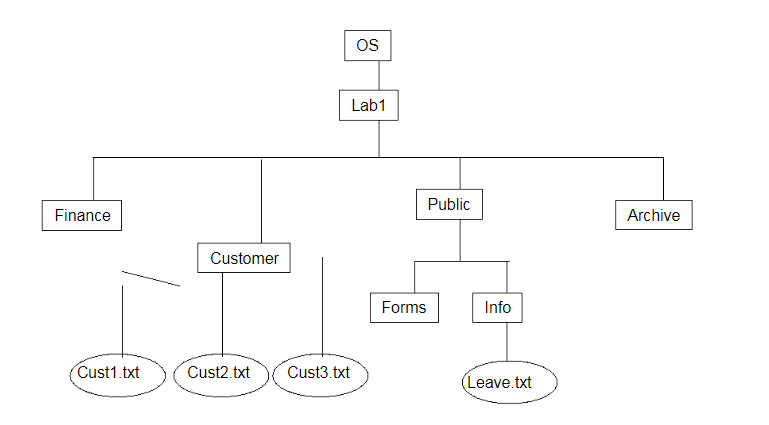 OS
Lab1
Finance
Public
Archive
Customer
Forms
Info
Cust1.txt
Cust2.txt
Cust3.txt
Leave.txt